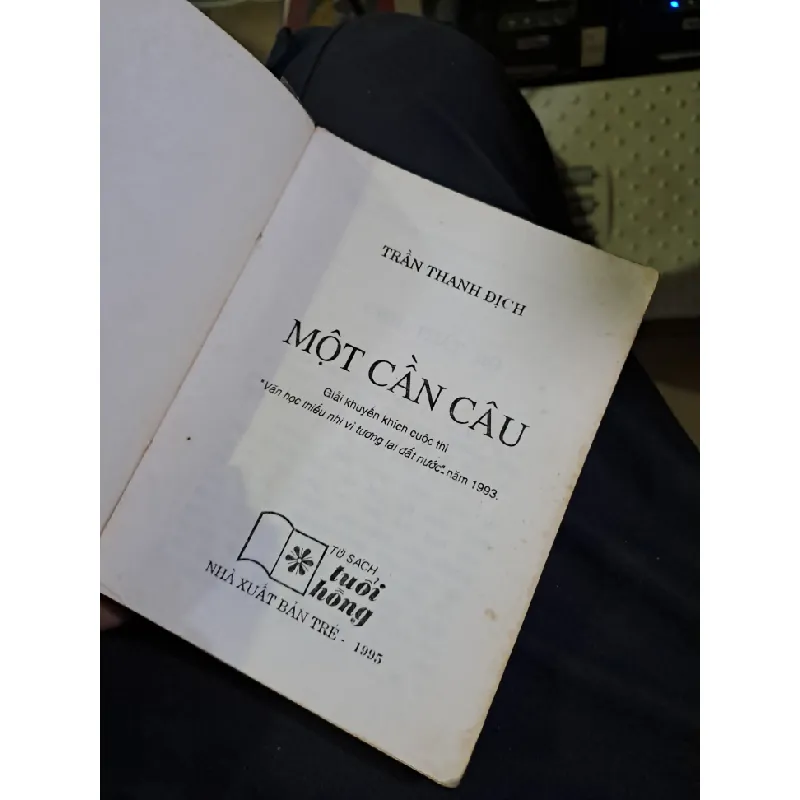 TRẦN THANH ĐỊCH
MỘT CẦN CÂU
Giải khuyến khích cuộc thi
"Văn học thiếu nhi vì tương lai đất nước" năm 1993.
TỦ SÁCH
tuổi
hồng
NHÀ XUẤT BẢN TRẺ - 1995